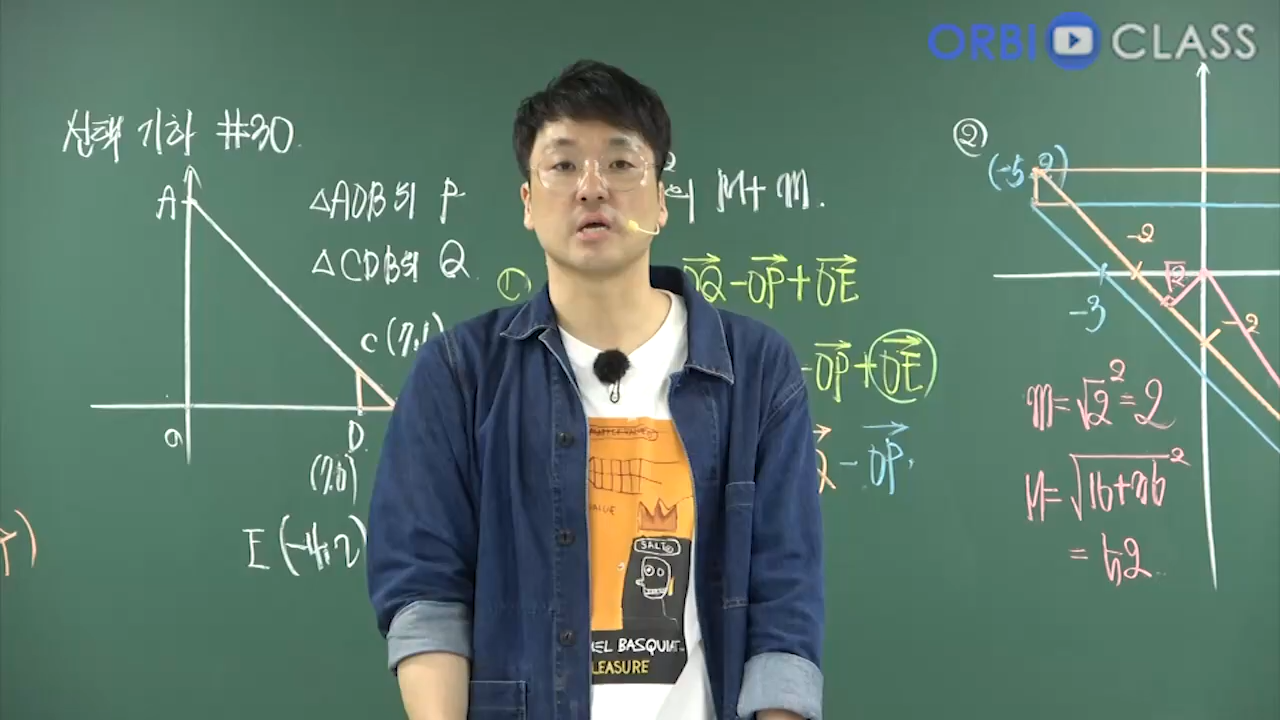 ORBI CLASS
선택 기하 #30.
A
△ADB의 P
△CDB의 Q
C(7,1)
D
(7,0)
E(-4,2)
2
M+m.
①
-OP+OE
-OP+OE
-OP,
②
(-5,2)
-2
√2
-3
-2
m=√2²=2
M=√16+36²
=52
SALT
BASQUIAT
LEASURE